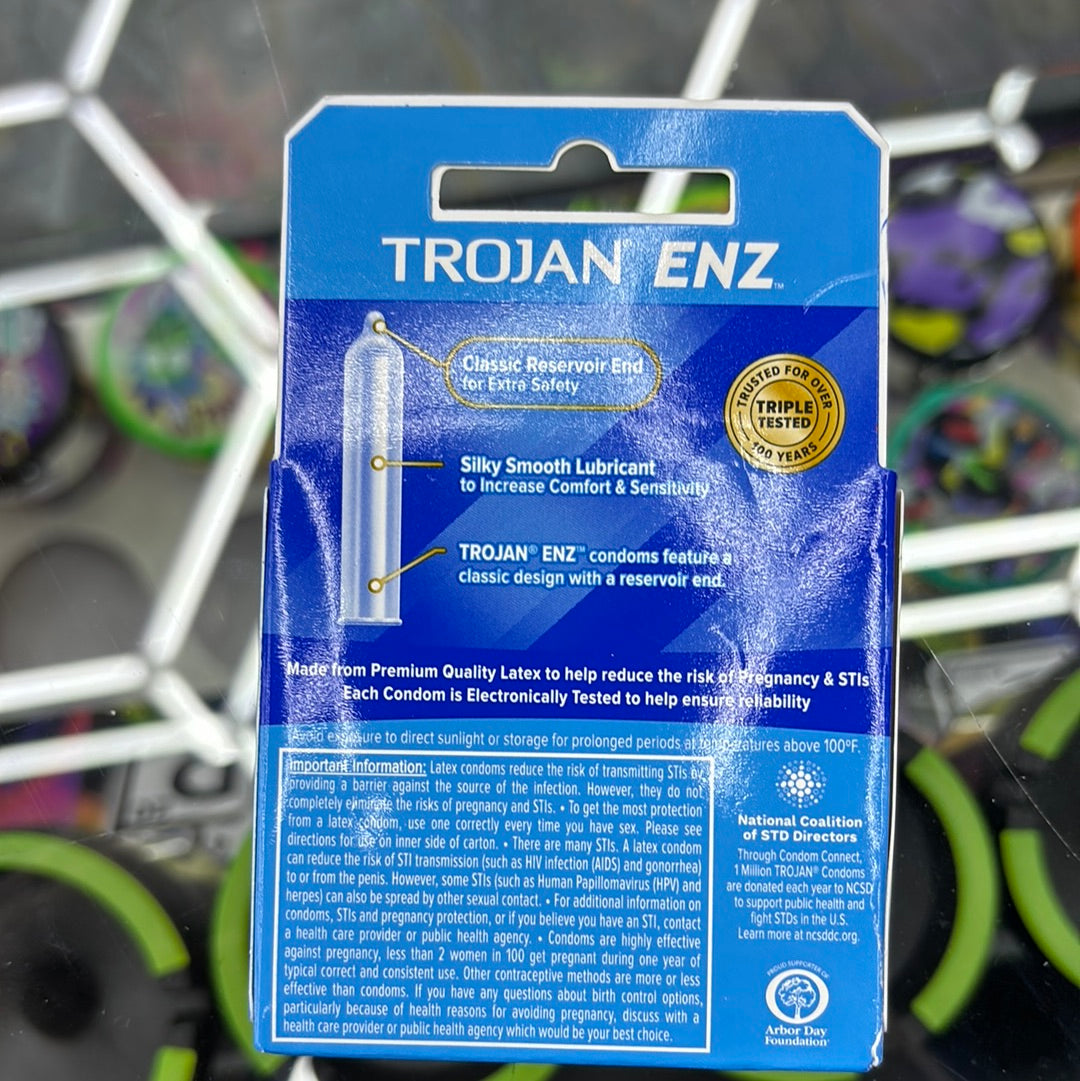 TROJAN ENZ™
Classic Reservoir End
for Extra Safety
TRUSTED FOR OVER
TRIPLE
TESTED
100 YEARS
Silky Smooth Lubricant
to Increase Comfort & Sensitivity
TROJAN® ENZ™ condoms feature a
classic design with a reservoir end.
Made from Premium Quality Latex to help reduce the risk of Pregnancy & STIs
Each Condom is Electronically Tested to help ensure reliability
Avoid exposure to direct sunlight or storage for prolonged periods at temperatures above 100°F.
Important Information: Latex condoms reduce the risk of transmitting STIs by
providing a barrier against the source of the infection. However, they do not
completely eliminate the risks of pregnancy and STIs. • To get the most protection
from a latex condom, use one correctly every time you have sex. Please see
directions for use on inner side of carton. • There are many STIs. A latex condom
can reduce the risk of STI transmission (such as HIV infection (AIDS) and gonorrhea)
to or from the penis. However, some STIs (such as Human Papillomavirus (HPV) and
herpes) can also be spread by other sexual contact. • For additional information on
condoms, STIs and pregnancy protection, or if you believe you have an STI, contact
a health care provider or public health agency. • Condoms are highly effective
against pregnancy, less than 2 women in 100 get pregnant during one year of
typical correct and consistent use. Other contraceptive methods are more or less
effective than condoms. If you have any questions about birth control options,
particularly because of health reasons for avoiding pregnancy, discuss with a
health care provider or public health agency which would be your best choice.
National Coalition
of STD Directors
Through Condom Connect,
1 Million TROJAN® Condoms
are donated each year to NCSD
to support public health and
fight STDs in the U.S.
Learn more at ncsddc.org.
PROUD SUPPORTER OF
Arbor Day
Foundation®